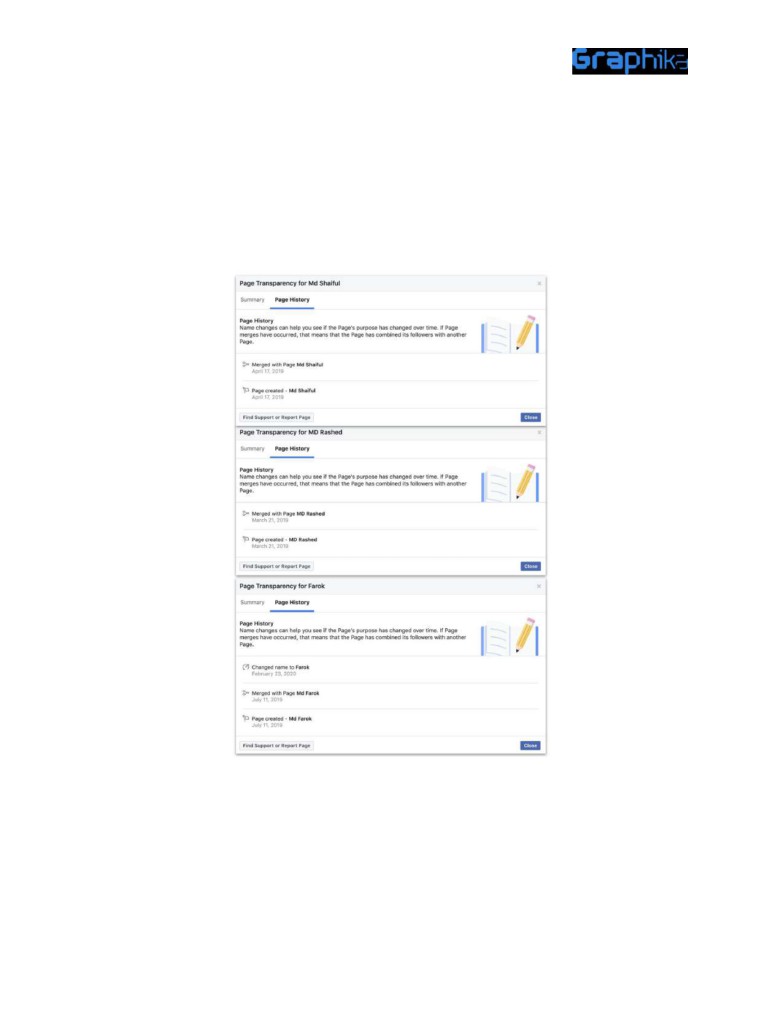 Graphika
Page Transparency for Md Shaiful
Summary Page History
Page History
Name changes can help you see if the Page's purpose has changed over time. If Page
merges have occurred, that means that the Page has combined its followers with another
Page.
Merged with Page Md Shaiful
April 17, 2019
Page created - Md Shaiful
April 17, 2019
Find Support or Report Page Close
Page Transparency for MD Rashed
Summary Page History
Page History
Name changes can help you see if the Page's purpose has changed over time. If Page
merges have occurred, that means that the Page has combined its followers with another
Page.
Merged with Page MD Rashed
March 21, 2019
Page created - MD Rashed
March 21, 2019
Find Support or Report Page Close
Page Transparency for Farok
Summary Page History
Page History
Name changes can help you see if the Page's purpose has changed over time. If Page
merges have occurred, that means that the Page has combined its followers with another
Page.
Changed name to Farok
February 23, 2020
Merged with Page Md Farok
July 11, 2019
Page created - Md Farok
July 11, 2019
Find Support or Report Page Close